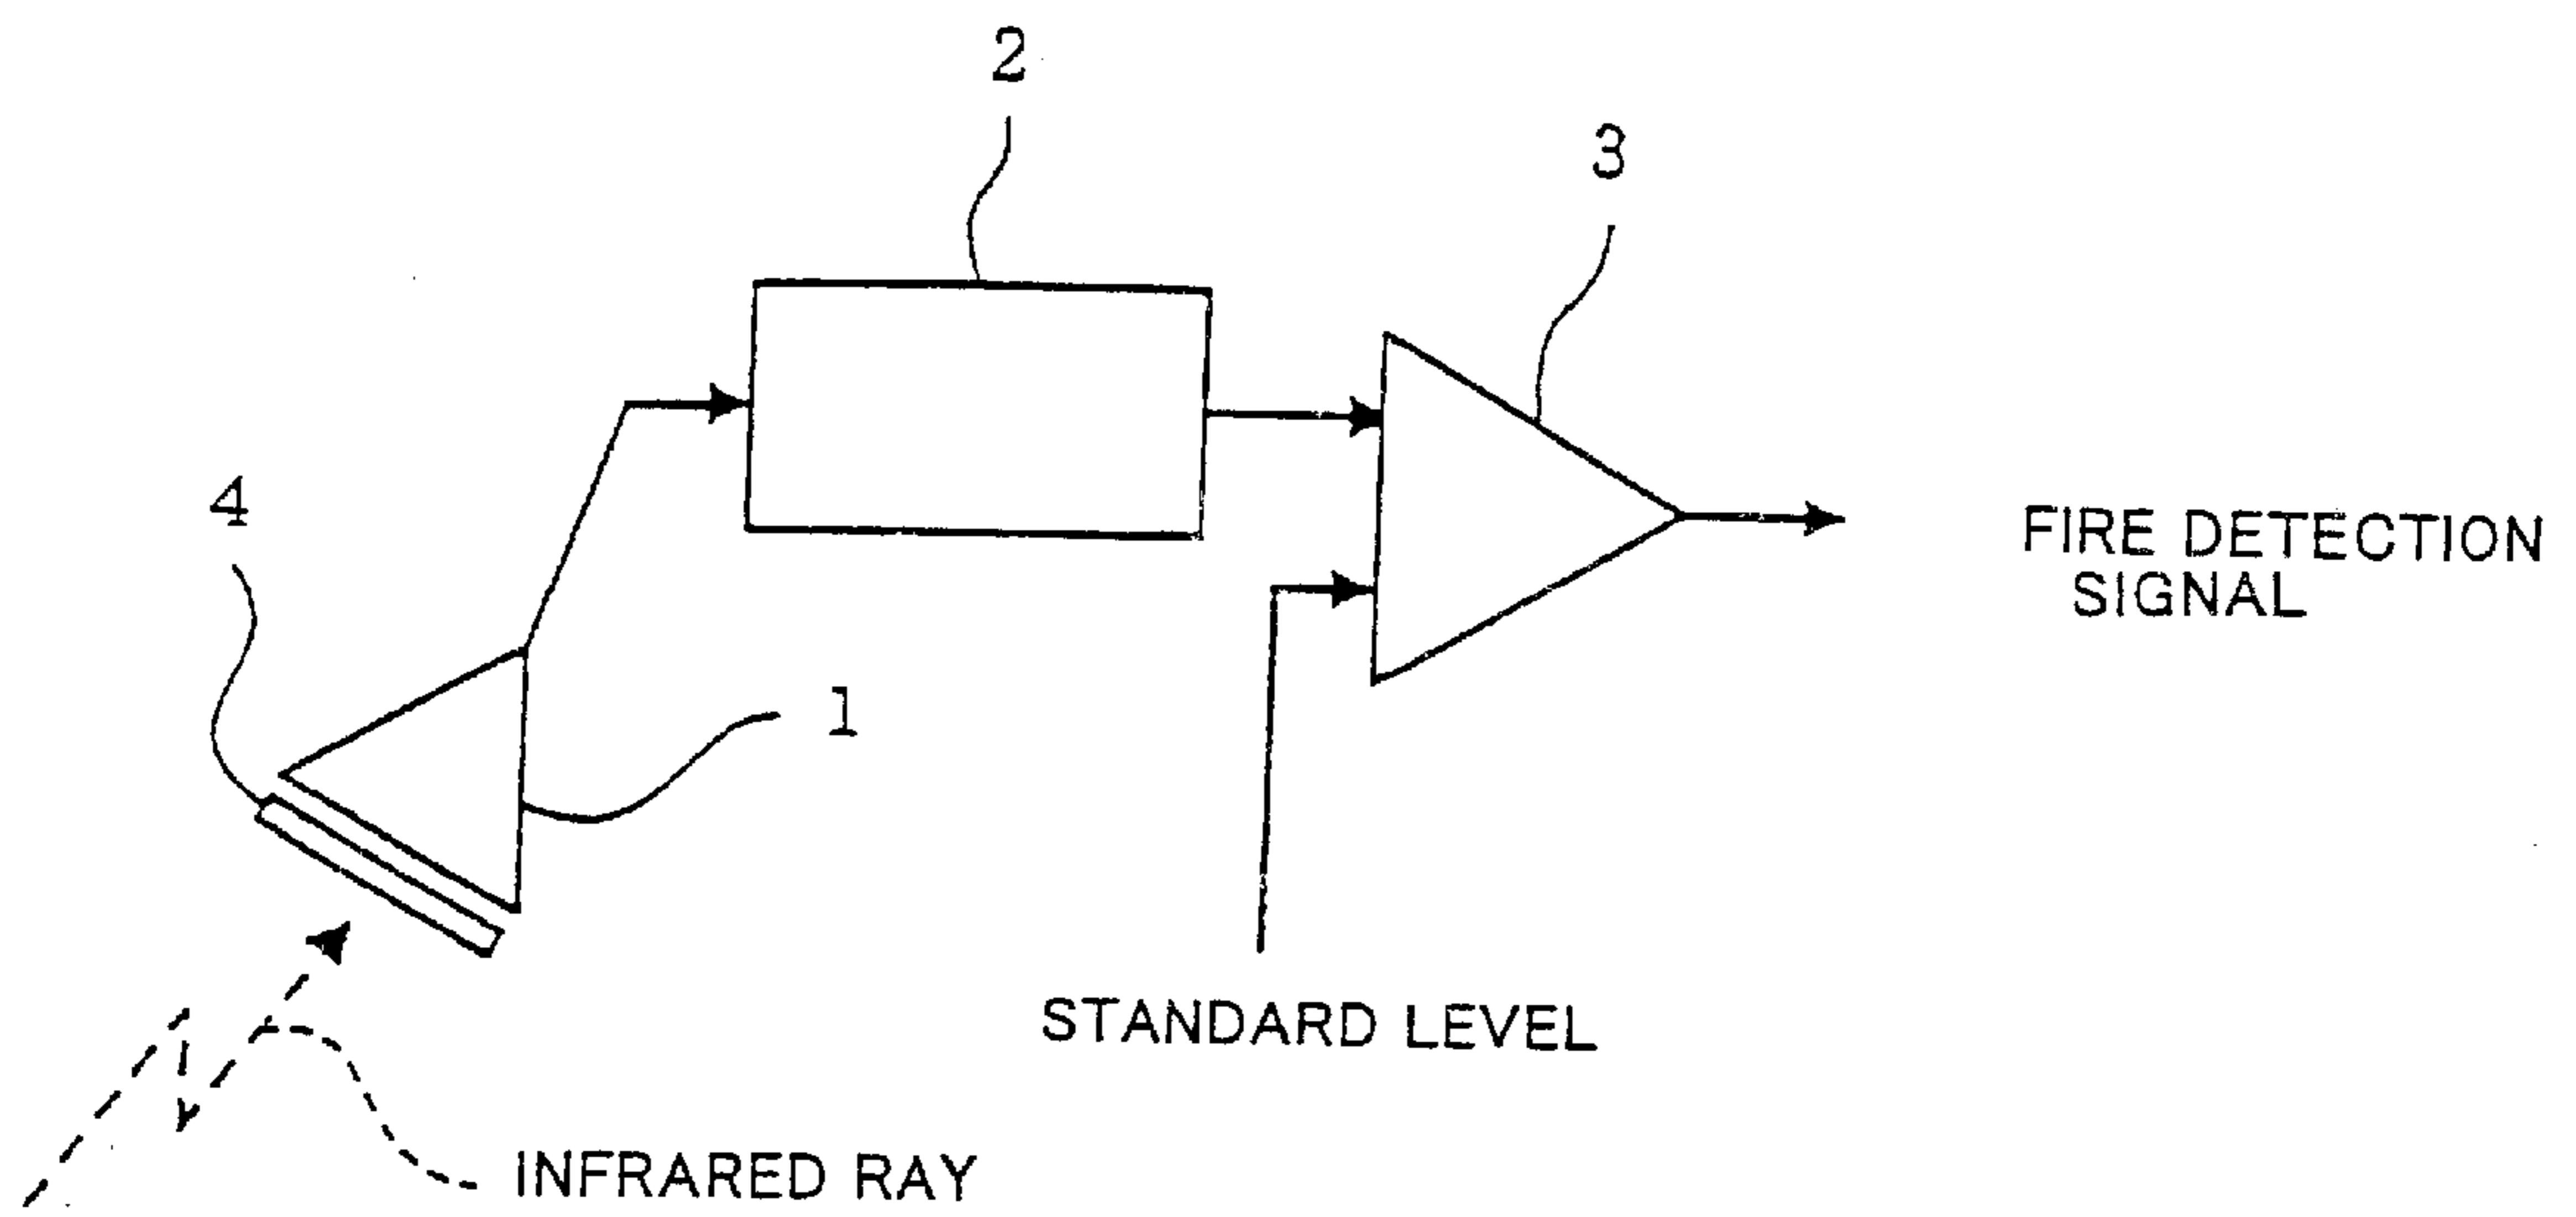 2
3
4
FIRE DETECTION
SIGNAL
1
STANDARD LEVEL
INFRARED RAY